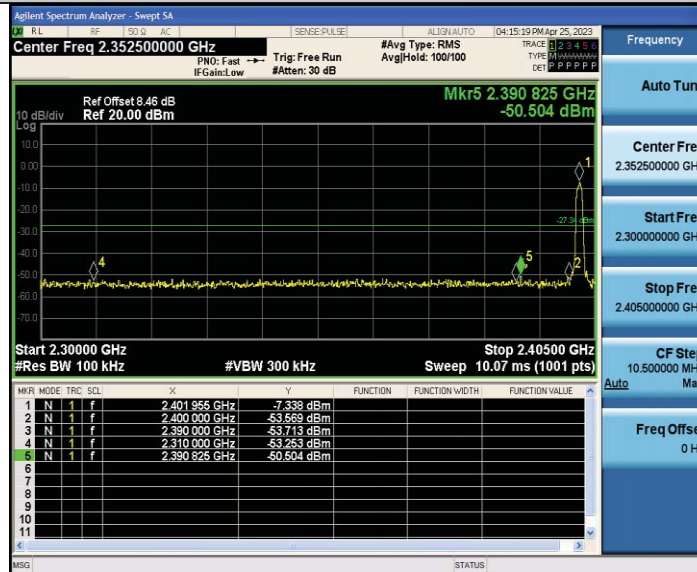 Agilent Spectrum Analyzer - Swept SA
RL RF 50 Ω AC SENSE:PULSE ALIGN AUTO 04:15:19 PM Apr 25, 2023
Center Freq 2.352500000 GHz
PNO: Fast
IFGain:Low
Trig: Free Run
#Atten: 30 dB
#Avg Type: RMS
Avg|Hold: 100/100
TRACE 1 2 3 4 5 6
TYPE M
DET P P P P P P
Ref Offset 8.46 dB
Ref 20.00 dBm
10 dB/div
Log
Mkr5 2.390 825 GHz
-50.504 dBm
10.0
0.00
-10.0
-20.0
-30.0
-40.0
-50.0
-60.0
-70.0
1
-27.34 dBm
4
5
2
Start 2.30000 GHz
Stop 2.40500 GHz
#Res BW 100 kHz
#VBW 300 kHz
Sweep 10.07 ms (1001 pts)
MKR MODE TRC SCL X Y FUNCTION FUNCTION WIDTH FUNCTION VALUE
1 N 1 f 2.401 955 GHz -7.338 dBm
2 N 1 f 2.400 000 GHz -53.569 dBm
3 N 1 f 2.390 000 GHz -53.713 dBm
4 N 1 f 2.310 000 GHz -53.253 dBm
5 N 1 f 2.390 825 GHz -50.504 dBm
6
7
8
9
10
11
MSG
STATUS
Frequency
Auto Tun
Center Fre
2.352500000 GH
Start Fre
2.300000000 GH
Stop Fre
2.405000000 GH
CF Ste
10.500000 MH
Auto Ma
Freq Offse
0 H